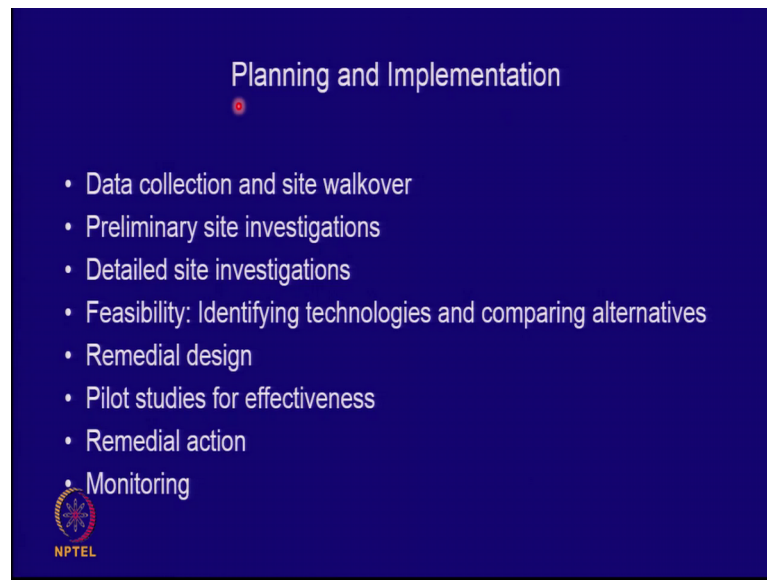 Planning and Implementation
• Data collection and site walkover
• Preliminary site investigations
• Detailed site investigations
• Feasibility: Identifying technologies and comparing alternatives
• Remedial design
• Pilot studies for effectiveness
• Remedial action
• Monitoring
NPTEL